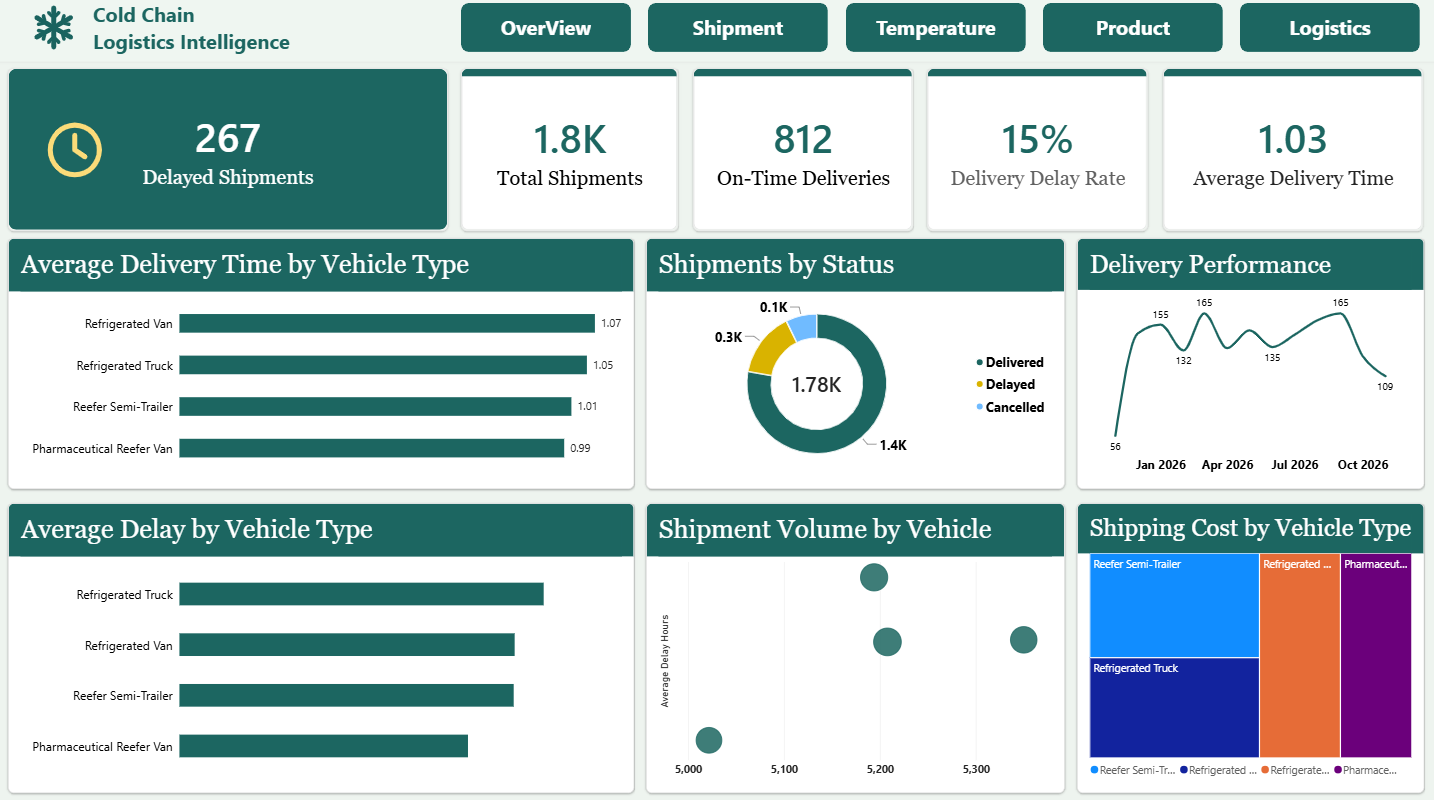 Cold Chain
Logistics Intelligence
OverView
Shipment
Temperature
Product
Logistics
267
Delayed Shipments
1.8K
Total Shipments
812
On-Time Deliveries
15%
Delivery Delay Rate
1.03
Average Delivery Time
Average Delivery Time by Vehicle Type
Refrigerated Van
1.07
Refrigerated Truck
1.05
Reefer Semi-Trailer
1.01
Pharmaceutical Reefer Van
0.99
Shipments by Status
0.1K
0.3K
1.78K
1.4K
Delivered
Delayed
Cancelled
Delivery Performance
56
155
132
165
135
165
109
Jan 2026
Apr 2026
Jul 2026
Oct 2026
Average Delay by Vehicle Type
Refrigerated Truck
Refrigerated Van
Reefer Semi-Trailer
Pharmaceutical Reefer Van
Shipment Volume by Vehicle
Average Delay Hours
5,000
5,100
5,200
5,300
Shipping Cost by Vehicle Type
Reefer Semi-Trailer
Refrigerated Truck
Refrigerated ...
Pharmaceut...
Reefer Semi-Tr...
Refrigerated ...
Refrigerate...
Pharmace...